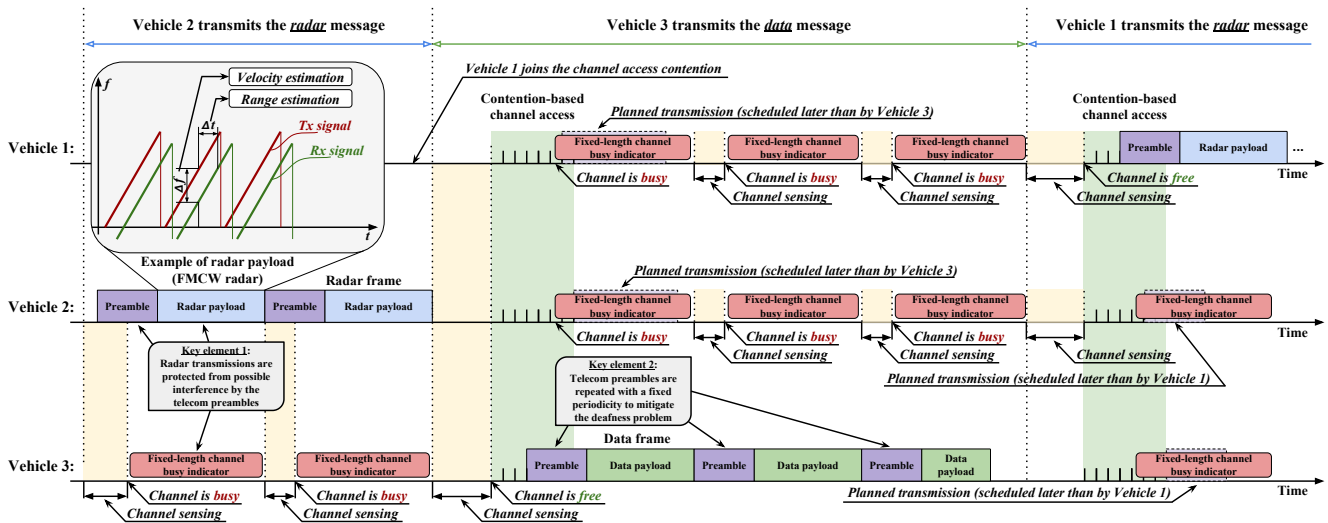 Vehicle 2 transmits the radar message
Vehicle 3 transmits the data message
Vehicle 1 transmits the radar message
f
Velocity estimation
Range estimation
Δt
Tx signal
Rx signal
Δf
t
Example of radar payload
(FMCW radar)
Vehicle 1 joins the channel access contention
Vehicle 1:
Contention-based
channel access
Planned transmission (scheduled later than by Vehicle 3)
Fixed-length channel
busy indicator
Fixed-length channel
busy indicator
Fixed-length channel
busy indicator
Channel is busy
Channel sensing
Channel is busy
Channel sensing
Channel is busy
Channel sensing
Contention-based
channel access
Preamble
Radar payload
...
Channel is free
Time
Vehicle 2:
Radar frame
Preamble
Radar payload
Preamble
Radar payload
Planned transmission (scheduled later than by Vehicle 3)
Fixed-length channel
busy indicator
Fixed-length channel
busy indicator
Fixed-length channel
busy indicator
Fixed-length channel
busy indicator
Channel is busy
Channel sensing
Channel is busy
Channel sensing
Channel is busy
Channel sensing
Time
Planned transmission (scheduled later than by Vehicle 1)
Key element 1:
Radar transmissions are
protected from possible
interference by the
telecom preambles
Key element 2:
Telecom preambles are
repeated with a fixed
periodicity to mitigate
the deafness problem
Vehicle 3:
Fixed-length channel
busy indicator
Fixed-length channel
busy indicator
Data frame
Preamble
Data payload
Preamble
Data payload
Preamble
Data
payload
Fixed-length channel
busy indicator
Channel is busy
Channel sensing
Channel is busy
Channel sensing
Channel is free
Channel sensing
Planned transmission (scheduled later than by Vehicle 1)
Time